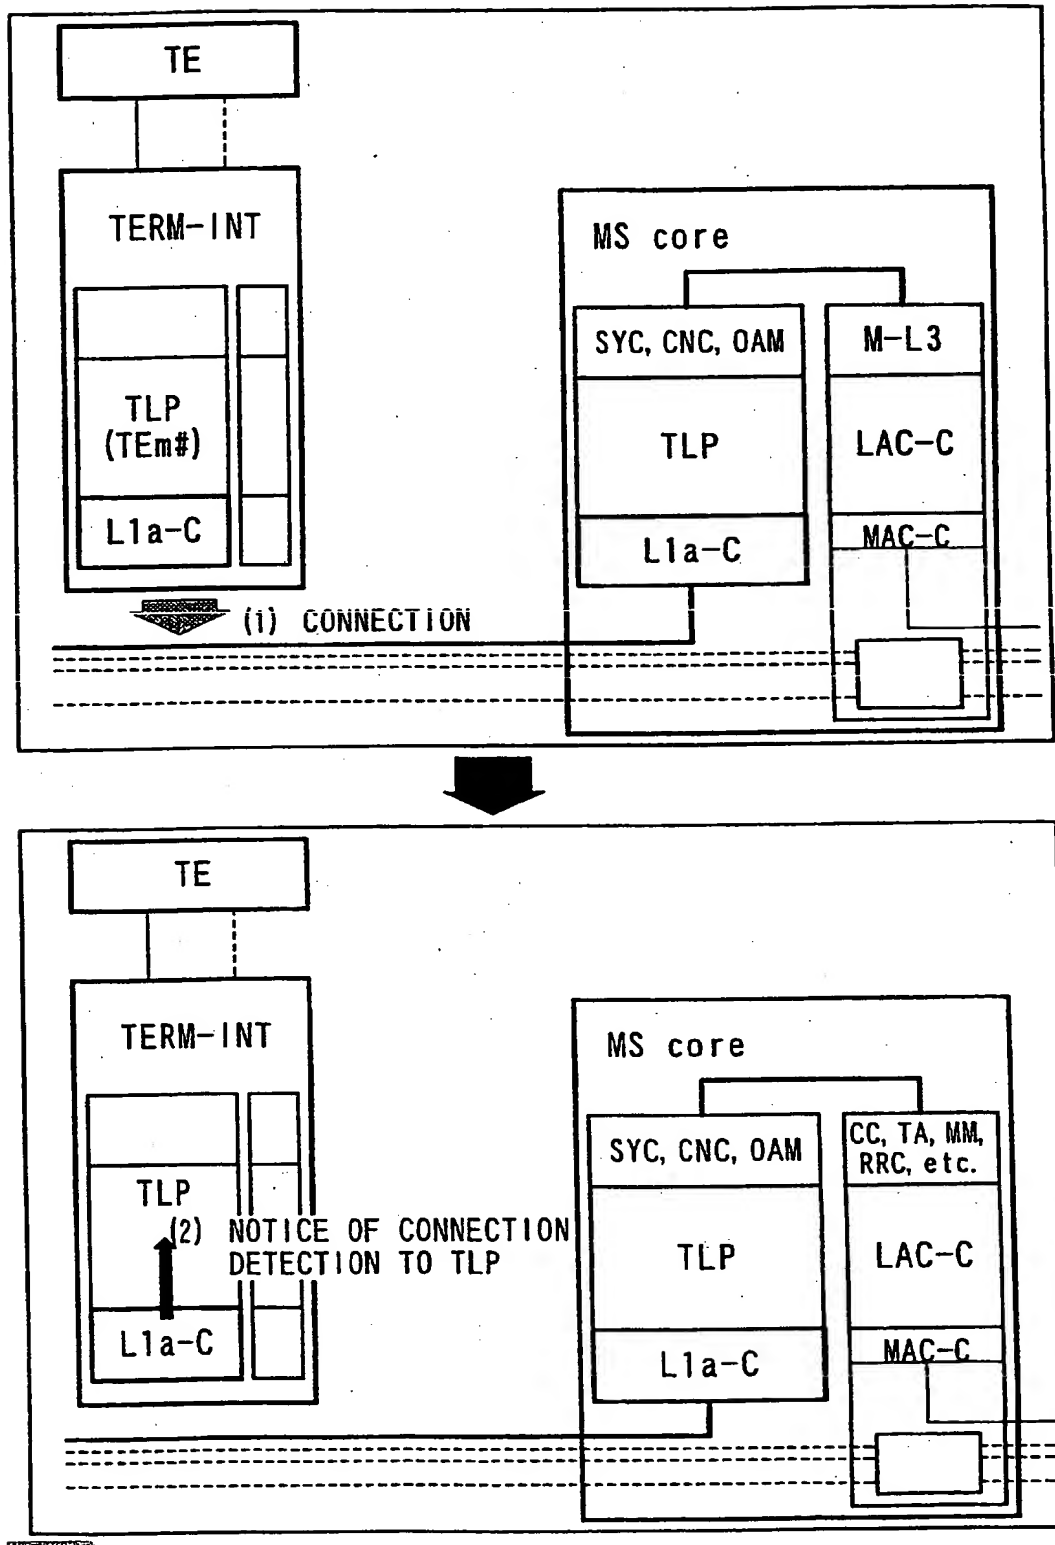 TE
TERM-INT
TLP
(TEm#)
L1a-C
(1) CONNECTION
MS core
SYC, CNC, OAM
TLP
L1a-C
M-L3
LAC-C
MAC-C
TE
TERM-INT
TLP
(2) NOTICE OF CONNECTION
DETECTION TO TLP
L1a-C
MS core
SYC, CNC, OAM
TLP
L1a-C
CC, TA, MM,
RRC, etc.
LAC-C
MAC-C